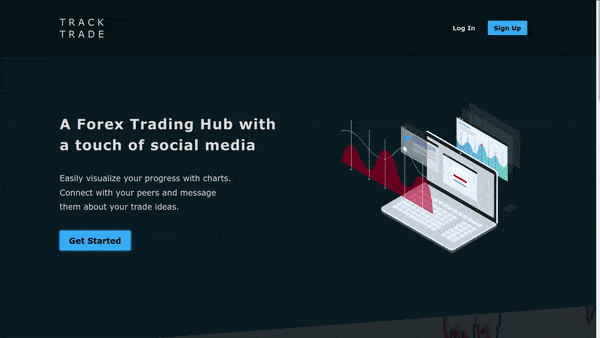 TRACK
TRADE
Log In
Sign Up
A Forex Trading Hub with
a touch of social media
Easily visualize your progress with charts.
Connect with your peers and message
them about your trade ideas.
Get Started